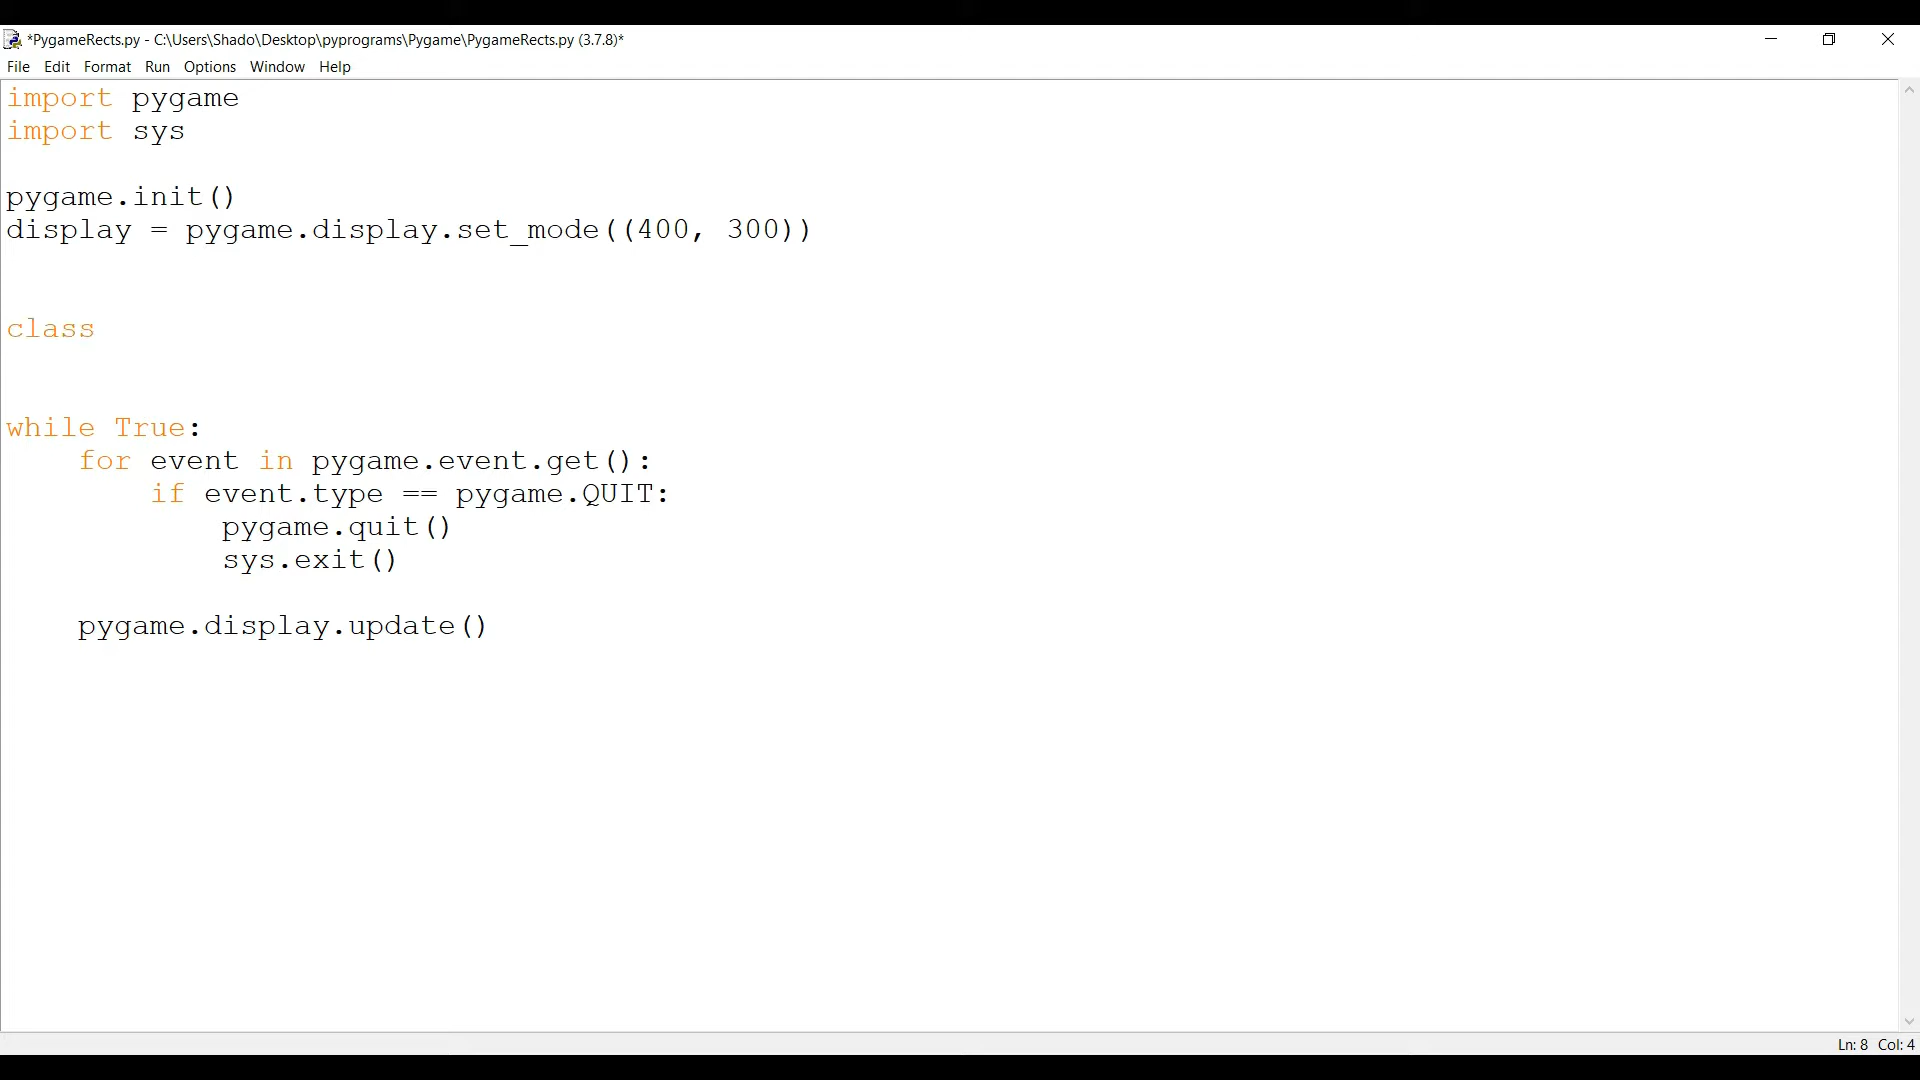 *PygameRects.py - C:\Users\Shado\Desktop\pyprograms\Pygame\PygameRects.py (3.7.8)*
File Edit Format Run Options Window Help
import pygame
import sys
pygame.init()
display = pygame.display.set_mode((400, 300))
class
while True:
    for event in pygame.event.get():
        if event.type == pygame.QUIT:
            pygame.quit()
            sys.exit()
    pygame.display.update()
Ln: 8 Col: 4